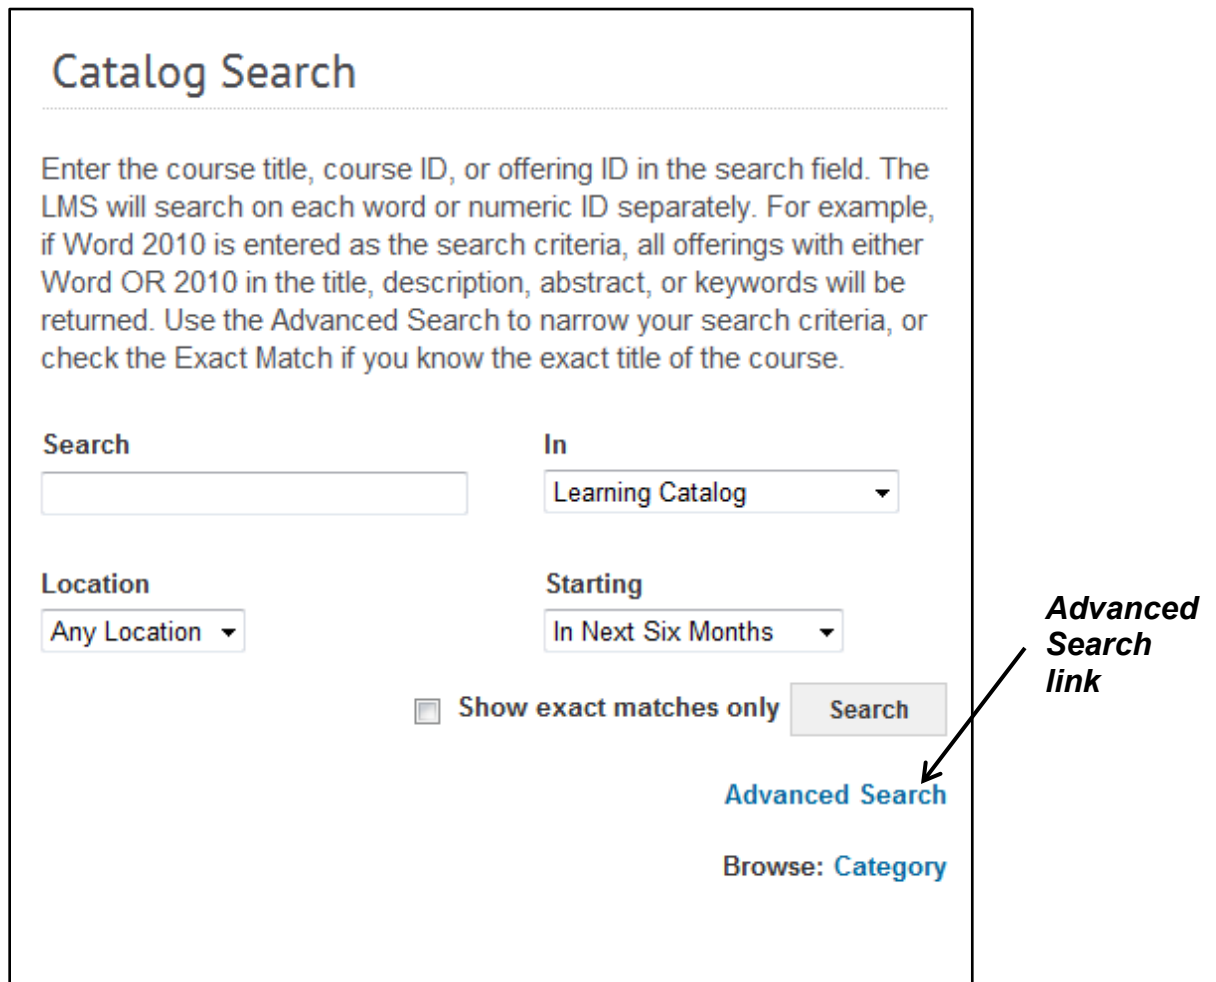 Catalog Search
Enter the course title, course ID, or offering ID in the search field. The
LMS will search on each word or numeric ID separately. For example,
if Word 2010 is entered as the search criteria, all offerings with either
Word OR 2010 in the title, description, abstract, or keywords will be
returned. Use the Advanced Search to narrow your search criteria, or
check the Exact Match if you know the exact title of the course.
Search
In
Learning Catalog
Location
Starting
Any Location
In Next Six Months
Show exact matches only
Search
Advanced Search
Browse: Category
Advanced
Search
link